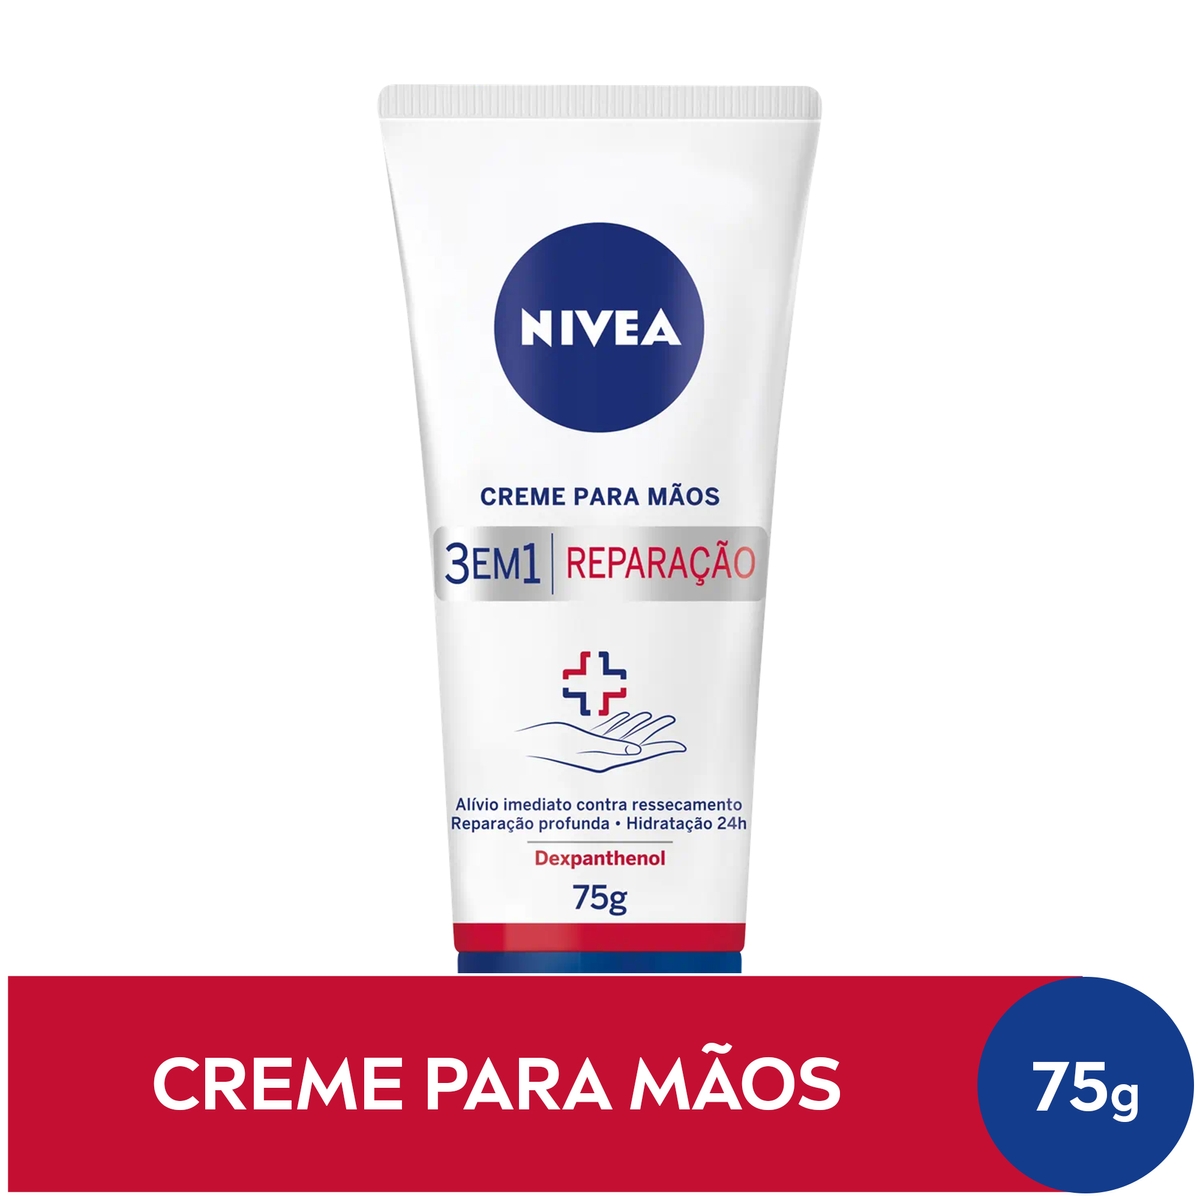 NIVEA
CREME PARA MÃOS
3EM1 REPARAÇÃO
Alívio imediato contra ressecamento
Reparação profunda • Hidratação 24h
Dexpanthenol
75g
CREME PARA MÃOS
75g